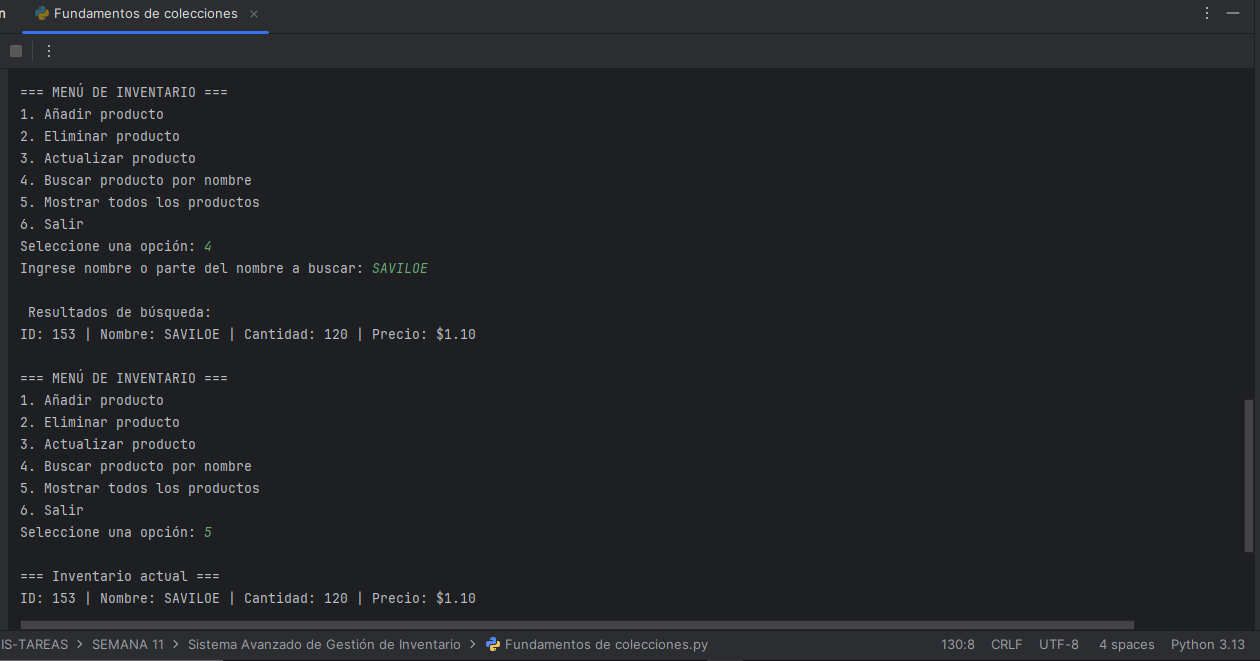 Fundamentos de colecciones
=== MENÚ DE INVENTARIO ===
1. Añadir producto
2. Eliminar producto
3. Actualizar producto
4. Buscar producto por nombre
5. Mostrar todos los productos
6. Salir
Seleccione una opción: 4
Ingrese nombre o parte del nombre a buscar: SAVILOE
Resultados de búsqueda:
ID: 153 | Nombre: SAVILOE | Cantidad: 120 | Precio: $1.10
=== MENÚ DE INVENTARIO ===
1. Añadir producto
2. Eliminar producto
3. Actualizar producto
4. Buscar producto por nombre
5. Mostrar todos los productos
6. Salir
Seleccione una opción: 5
=== Inventario actual ===
ID: 153 | Nombre: SAVILOE | Cantidad: 120 | Precio: $1.10
IS-TAREAS > SEMANA 11 > Sistema Avanzado de Gestión de Inventario > Fundamentos de colecciones.py 130:8 CRLF UTF-8 4 spaces Python 3.13